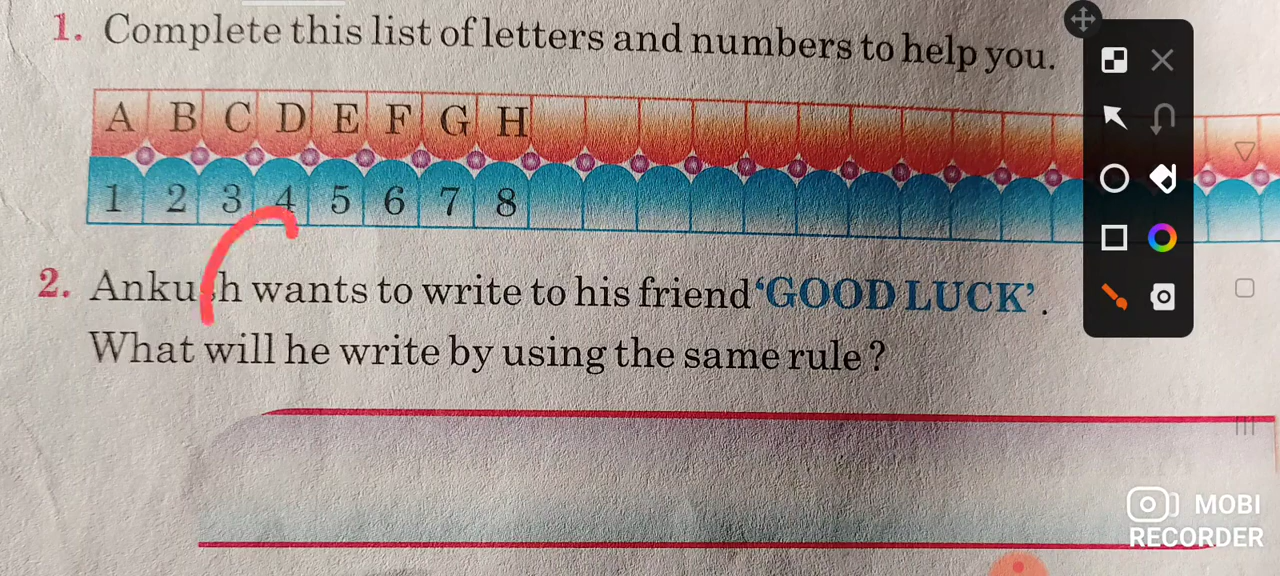 1. Complete this list of letters and numbers to help you.
A B C D E F G H
1 2 3 4 5 6 7 8
2. Ankush wants to write to his friend ‘GOOD LUCK’.
What will he write by using the same rule?
MOBI
RECORDER